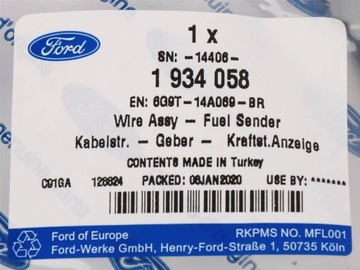 Ford
1 x
SN: -14406-
1 934 058
EN: 6G9T-14A069-BR
Wire Assy - Fuel Sender
Kabelstr. - Geber - Kraftst.Anzeige
CONTENTS MADE IN Turkey
C91GA 128824 PACKED: 06JAN2020 USE BY: *******
Ford of Europe RKPMS NO. MFL001
Ford-Werke GmbH, Henry-Ford-Straße 1, 50735 Köln